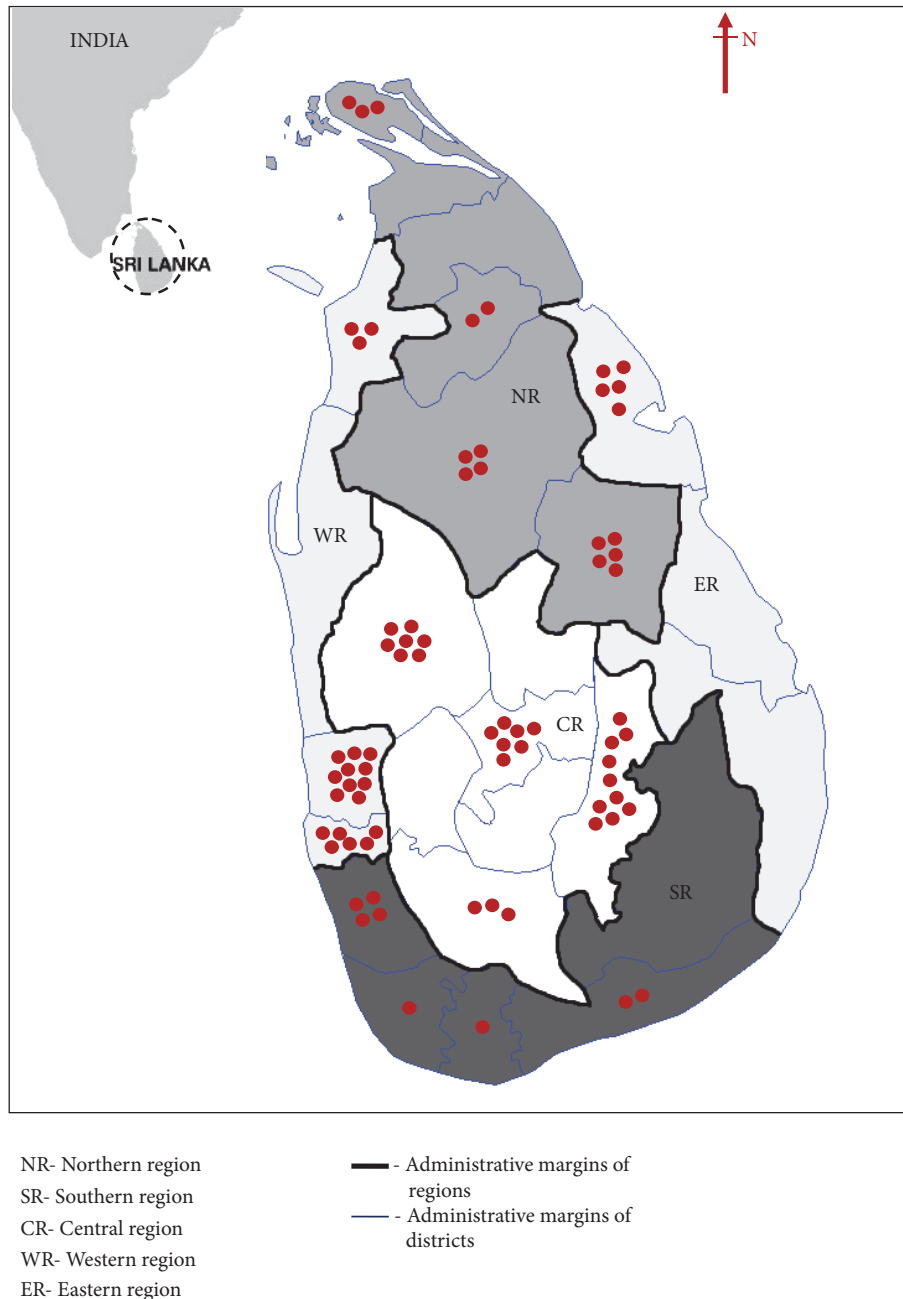 INDIA
N
SRI LANKA
NR
WR
ER
CR
SR
NR- Northern region
SR- Southern region
CR- Central region
WR- Western region
ER- Eastern region
- Administrative margins of
regions
- Administrative margins of
districts